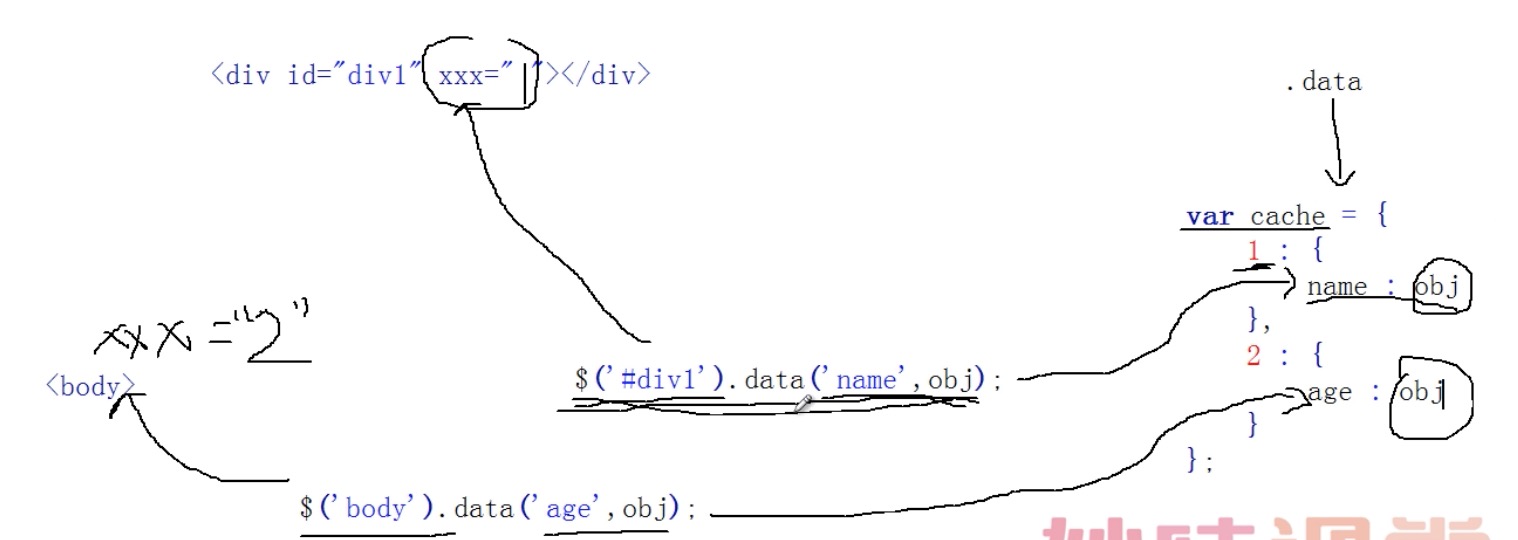 <div id="div1" xxx=" "></div>
.data
var cache = {
1 : {
name : obj
},
2 : {
age : obj
}
};
xxx="2"
<body>
$('#div1').data('name',obj);
$('body').data('age',obj);